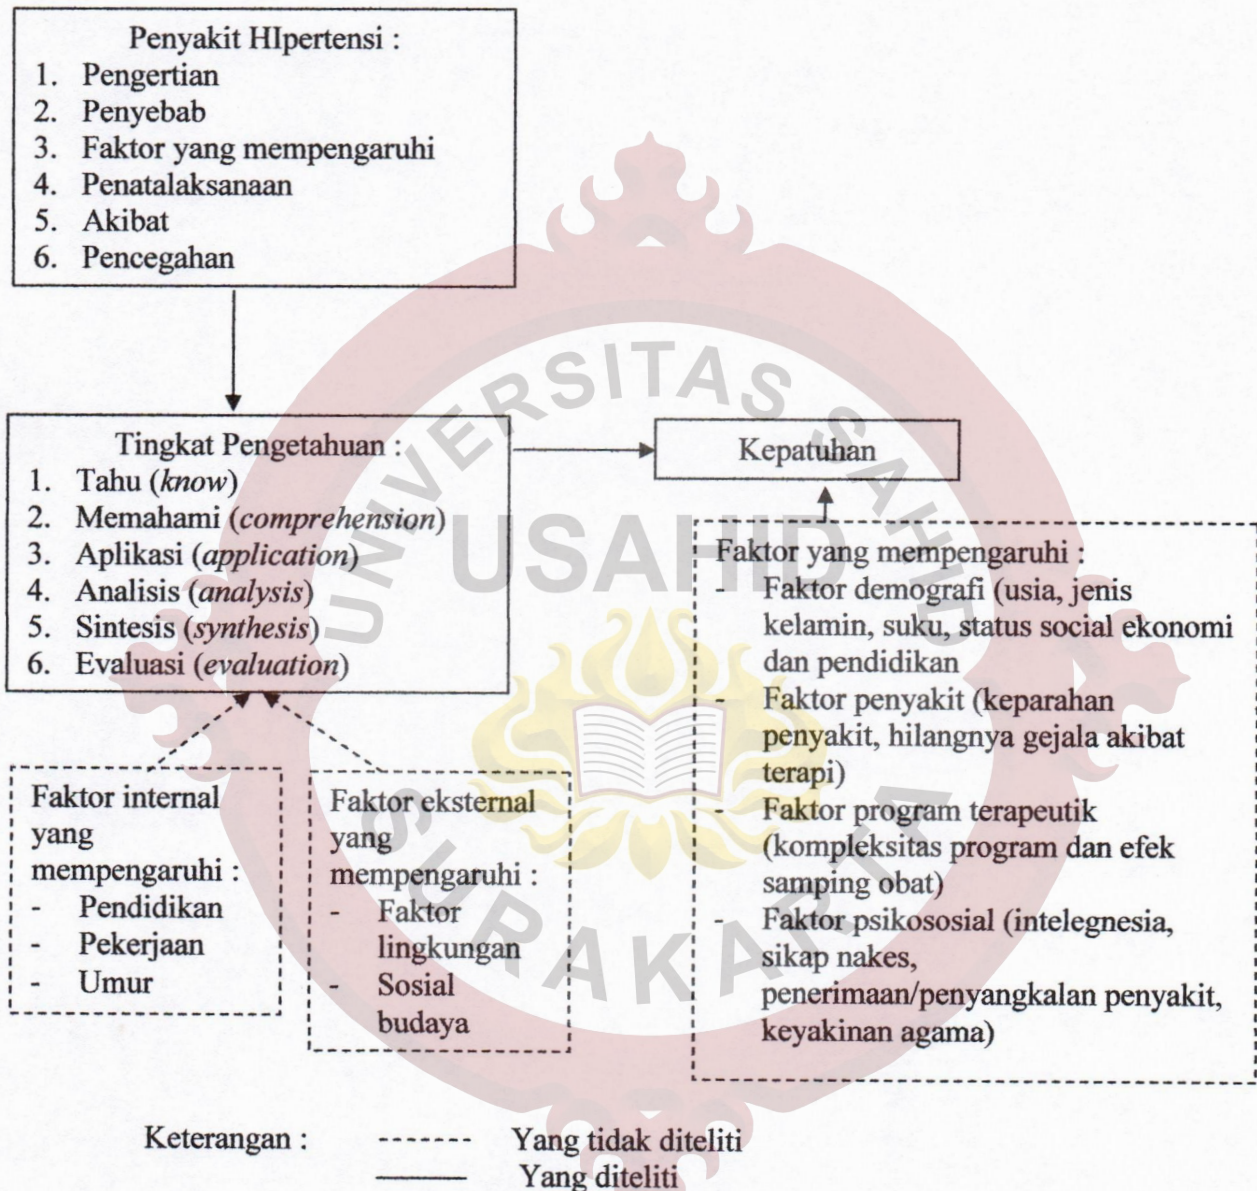 Penyakit HIpertensi :
1. Pengertian
2. Penyebab
3. Faktor yang mempengaruhi
4. Penatalaksanaan
5. Akibat
6. Pencegahan
Tingkat Pengetahuan :
1. Tahu (know)
2. Memahami (comprehension)
3. Aplikasi (application)
4. Analisis (analysis)
5. Sintesis (synthesis)
6. Evaluasi (evaluation)
Kepatuhan
Faktor yang mempengaruhi :
- Faktor demografi (usia, jenis
kelamin, suku, status social ekonomi
dan pendidikan
- Faktor penyakit (keparahan
penyakit, hilangnya gejala akibat
terapi)
- Faktor program terapeutik
(kompleksitas program dan efek
samping obat)
- Faktor psikososial (intelegnesia,
sikap nakes,
penerimaan/penyangkalan penyakit,
keyakinan agama)
Faktor internal
yang
mempengaruhi :
- Pendidikan
- Pekerjaan
- Umur
Faktor eksternal
yang
mempengaruhi :
- Faktor
lingkungan
- Sosial
budaya
Keterangan :
Yang tidak diteliti
Yang diteliti
UNIVERSITAS SAHID
USAHID
SURAKARTA